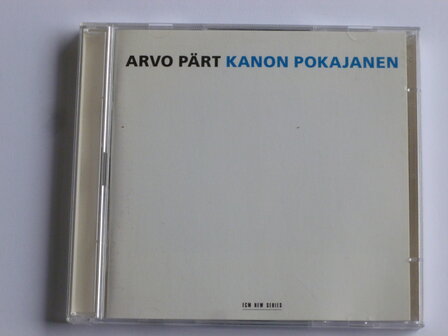 ARVO PÄRT KANON POKAJANEN
ECM NEW SERIES